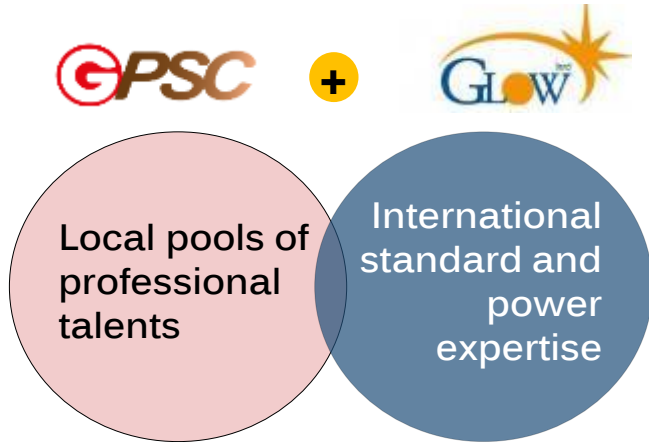 GPSC + GLOW
Local pools of
professional
talents
International
standard and
power
expertise